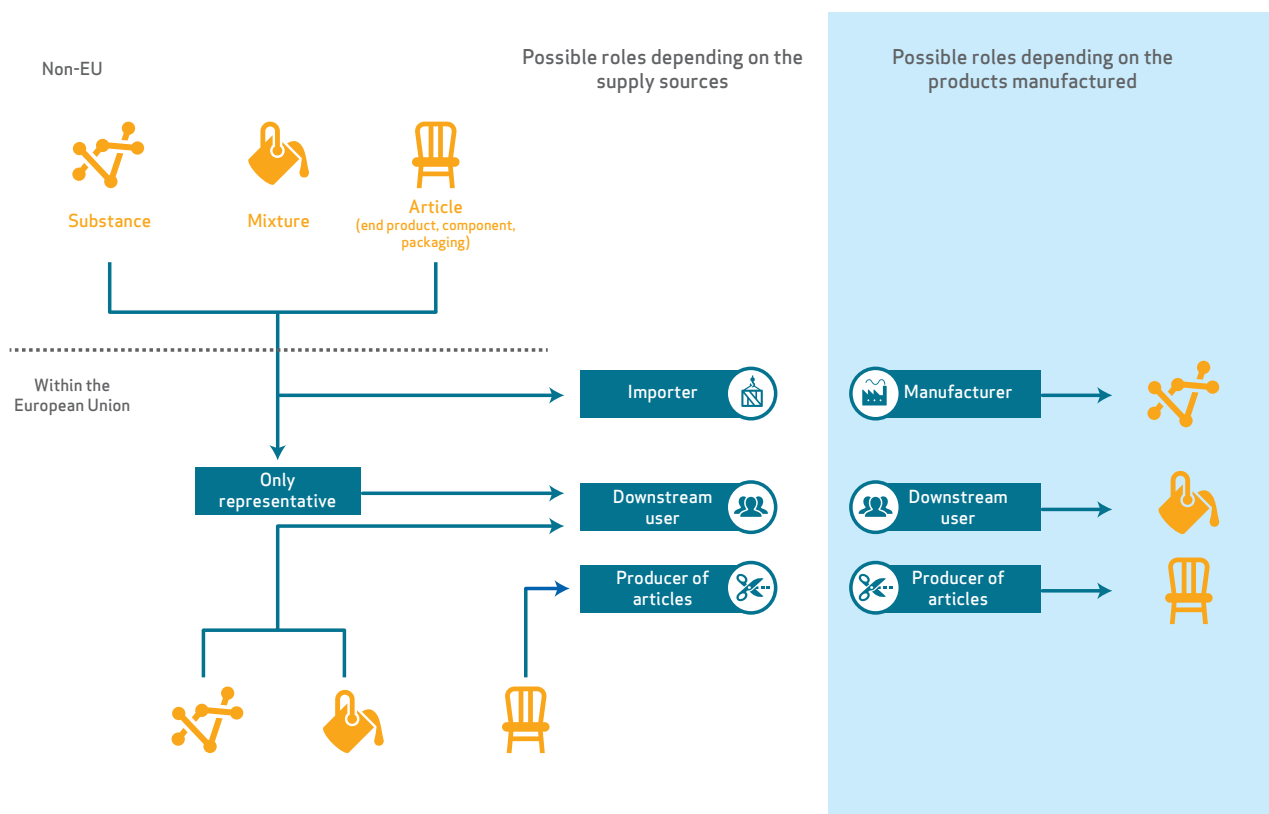 Non-EU
Possible roles depending on the
supply sources
Possible roles depending on the
products manufactured
Substance
Mixture
Article
(end product, component,
packaging)
Within the
European Union
Importer
Manufacturer
Only
representative
Downstream
user
Downstream
user
Producer of
articles
Producer of
articles